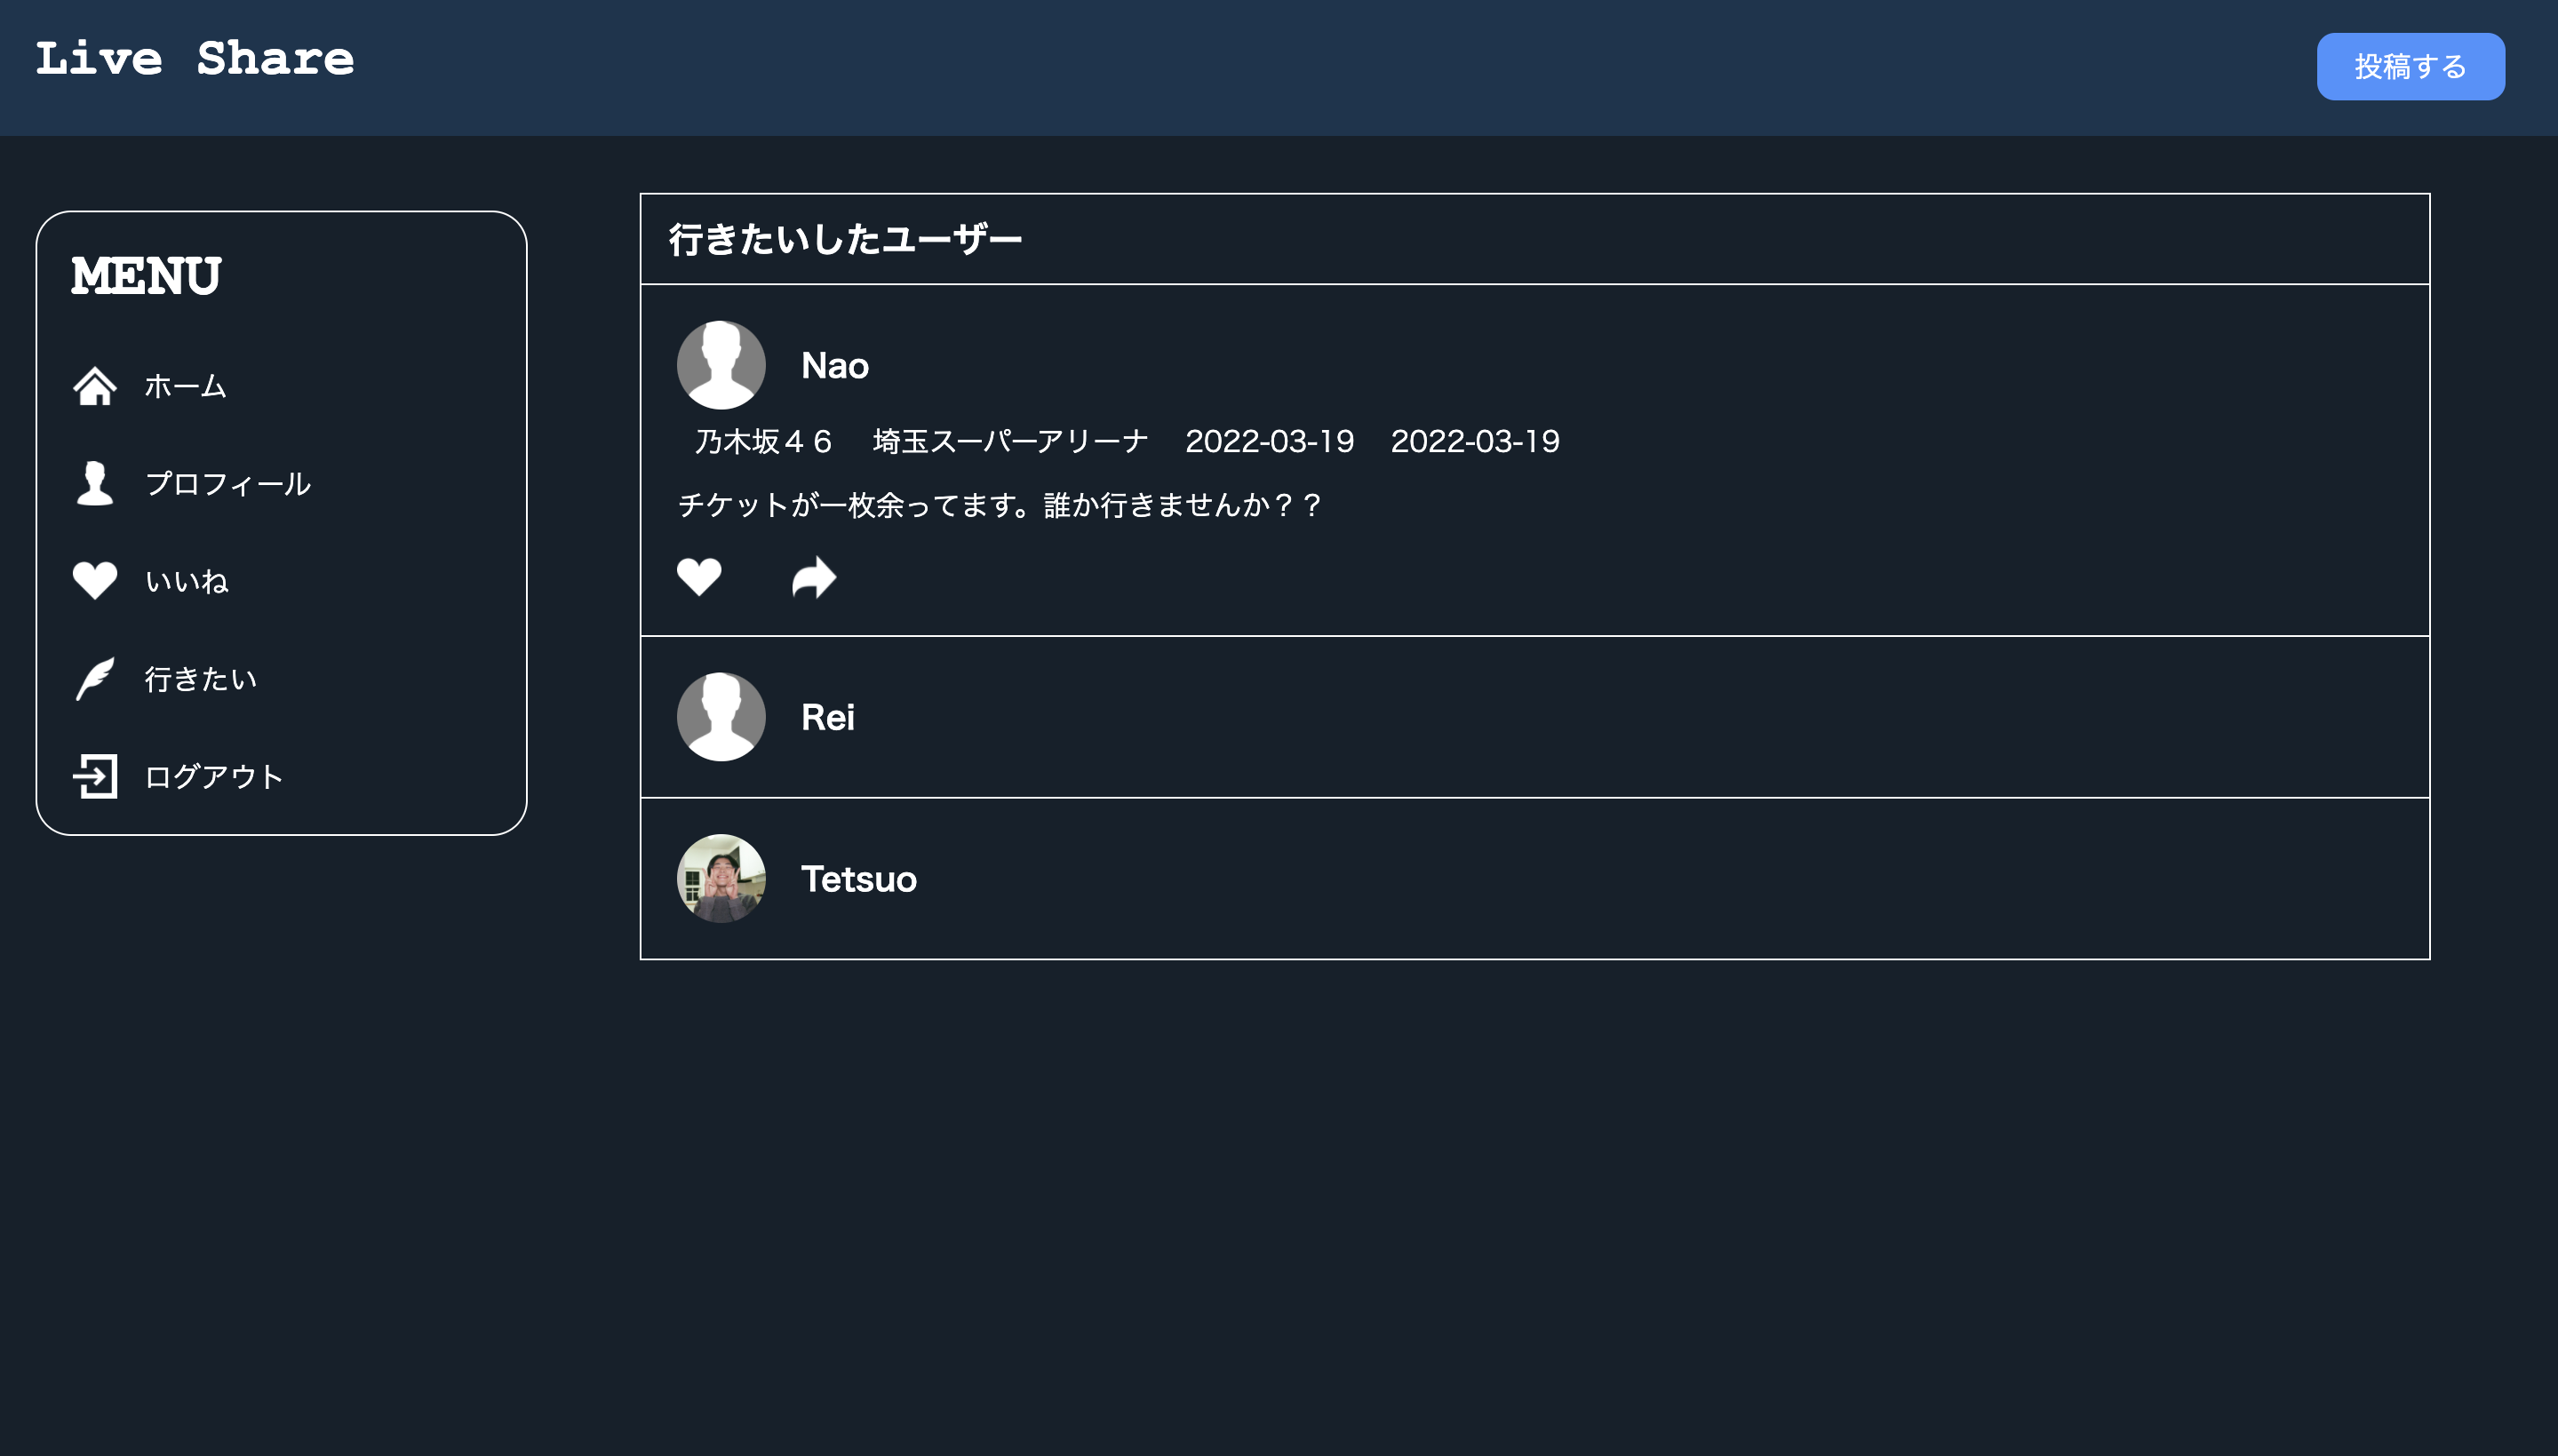 Live Share
投稿する
MENU
ホーム
プロフィール
いいね
行きたい
ログアウト
行きたいしたユーザー
Nao
乃木坂４６ 埼玉スーパーアリーナ 2022-03-19 2022-03-19
チケットが一枚余ってます。誰か行きませんか？？
Rei
Tetsuo